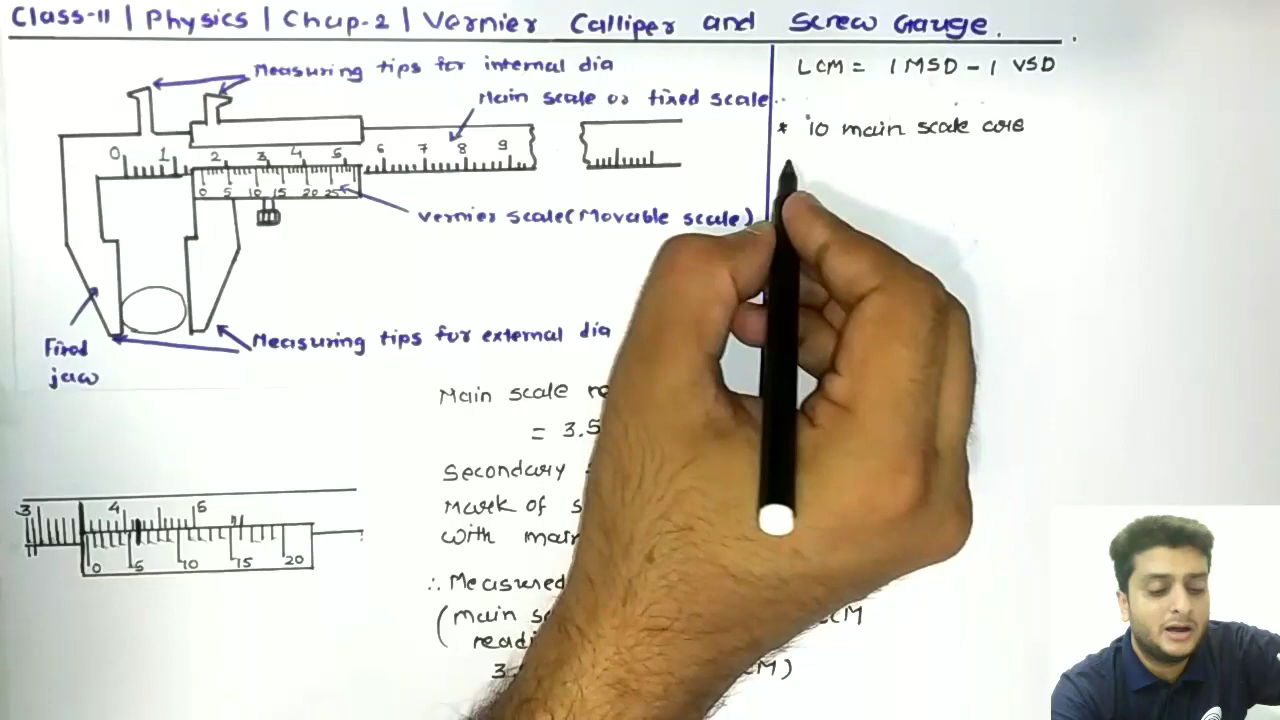 Class-11 | Physics | Chap-2 | Vernier Calliper and Screw Gauge.
Measuring tips for internal dia
Main scale or fixed scale
0 1 2 3 4 5 6 7 8 9
0 5 10 15 20 25
Vernier scale (Movable scale)
Measuring tips for external dia
Fixed
jaw
LCM = 1 MSD - 1 VSD
* 10 main scale are
Main scale
= 3.5
Secondary
Mark of
with
∴ Measured
(main
3 4 6
0 5 10 15 20